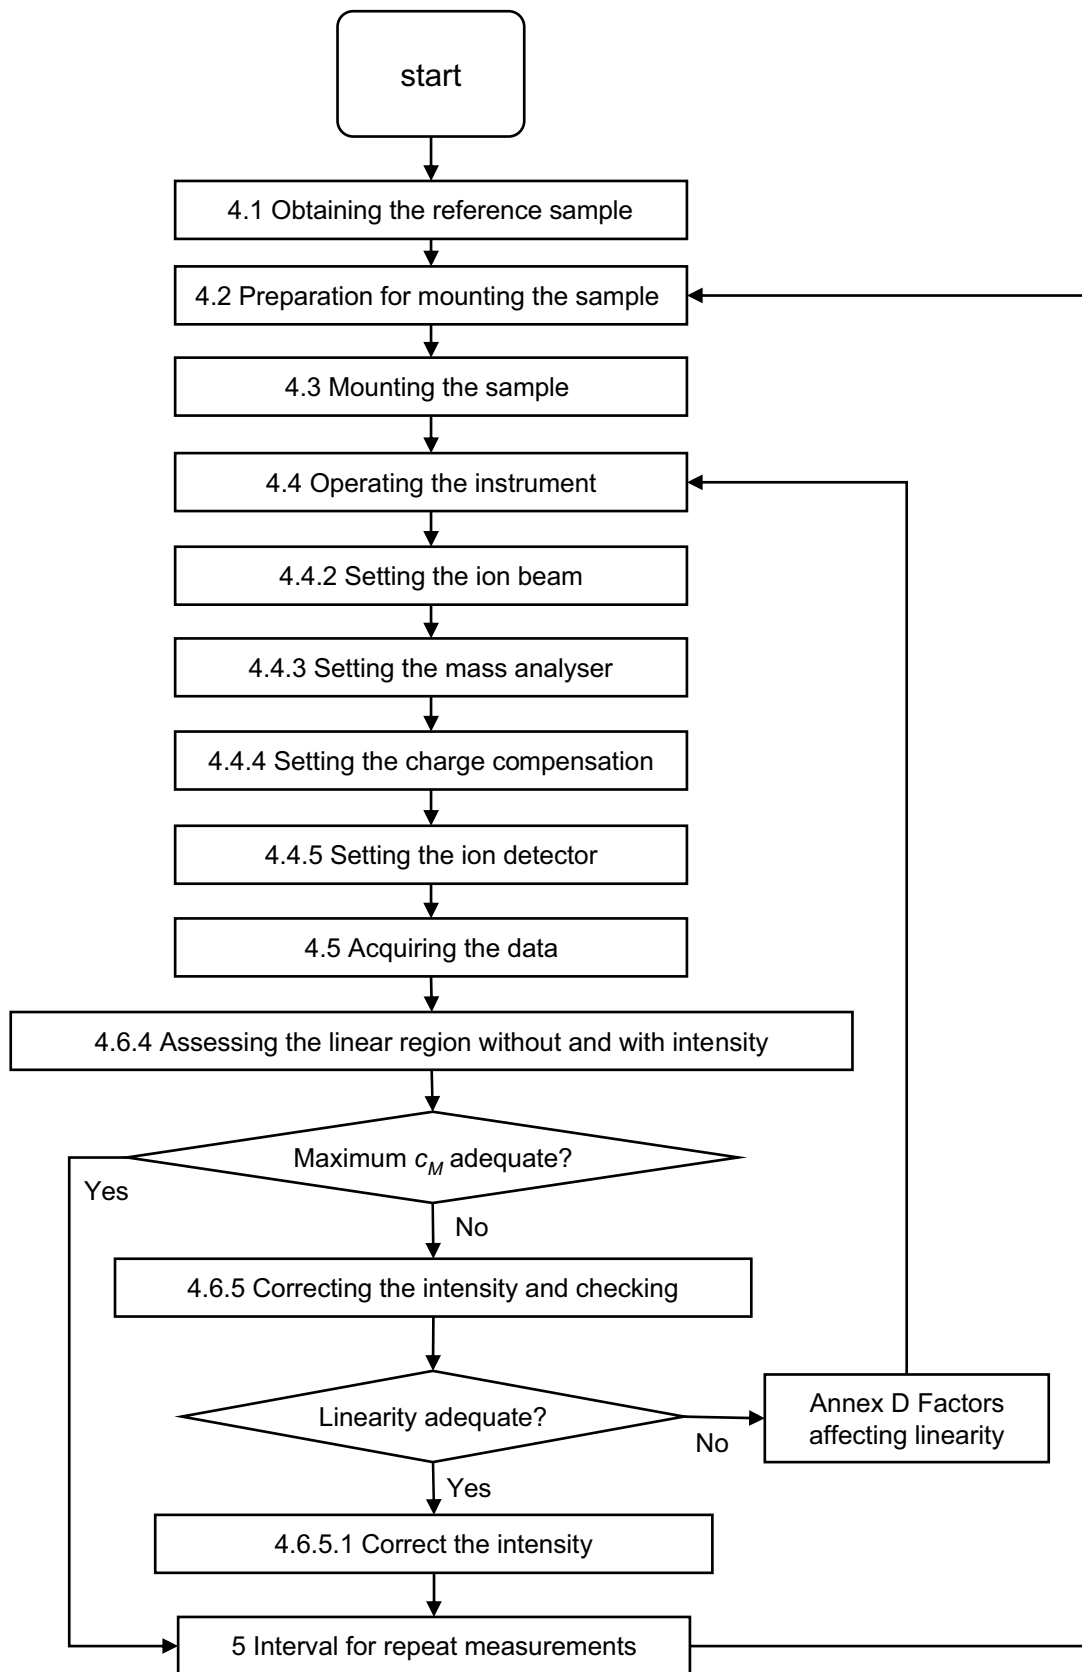 start
4.1 Obtaining the reference sample
4.2 Preparation for mounting the sample
4.3 Mounting the sample
4.4 Operating the instrument
4.4.2 Setting the ion beam
4.4.3 Setting the mass analyser
4.4.4 Setting the charge compensation
4.4.5 Setting the ion detector
4.5 Acquiring the data
4.6.4 Assessing the linear region without and with intensity
Maximum c_M adequate?
Yes
No
4.6.5 Correcting the intensity and checking
Linearity adequate?
No
Annex D Factors
affecting linearity
Yes
4.6.5.1 Correct the intensity
5 Interval for repeat measurements